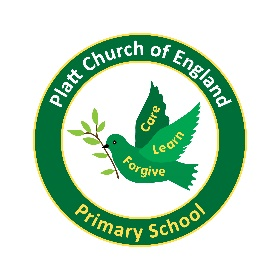 Platt Church of England
Care
Learn
Forgive
Primary School